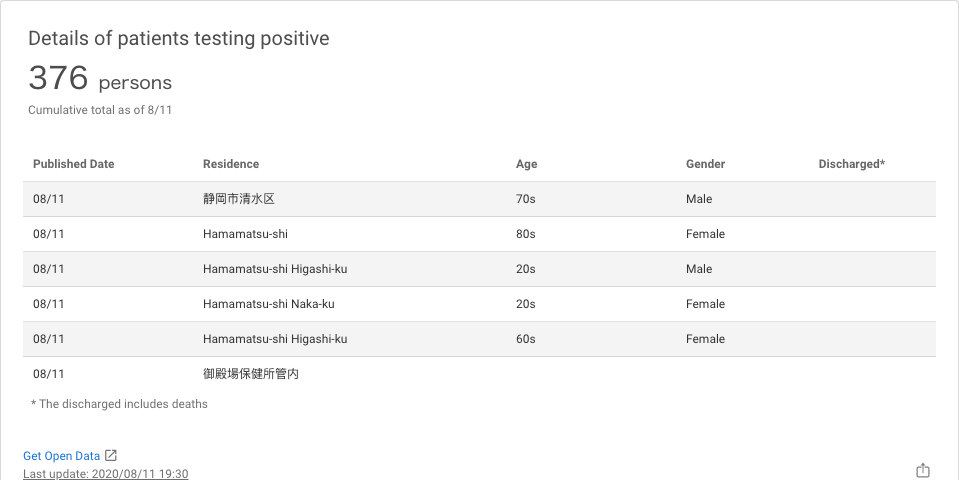 Details of patients testing positive
376 persons
Cumulative total as of 8/11
Published Date Residence Age Gender Discharged*
08/11 静岡市清水区 70s Male
08/11 Hamamatsu-shi 80s Female
08/11 Hamamatsu-shi Higashi-ku 20s Male
08/11 Hamamatsu-shi Naka-ku 20s Female
08/11 Hamamatsu-shi Higashi-ku 60s Female
08/11 御殿場保健所管内
* The discharged includes deaths
Get Open Data
Last update: 2020/08/11 19:30